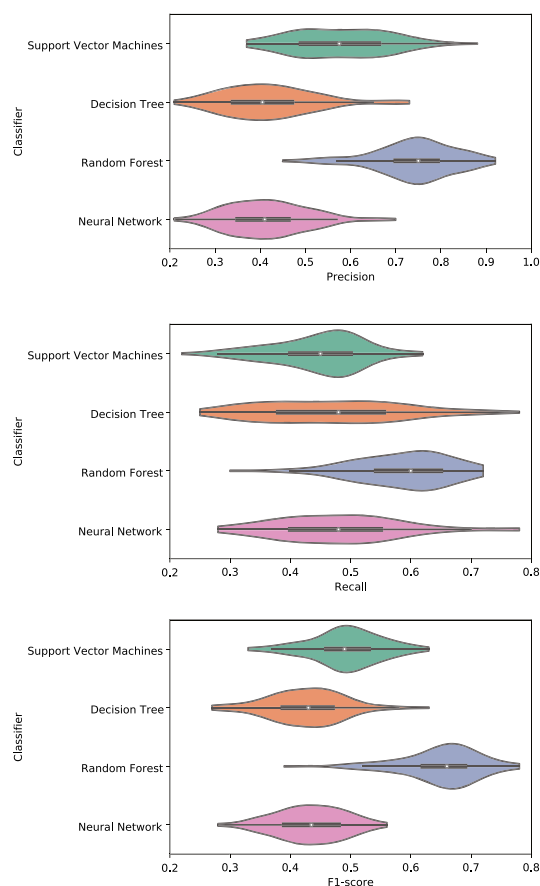 Classifier
Support Vector Machines
Decision Tree
Random Forest
Neural Network
0.2 0.3 0.4 0.5 0.6 0.7 0.8 0.9 1.0
Precision
Classifier
Support Vector Machines
Decision Tree
Random Forest
Neural Network
0.2 0.3 0.4 0.5 0.6 0.7 0.8
Recall
Classifier
Support Vector Machines
Decision Tree
Random Forest
Neural Network
0.2 0.3 0.4 0.5 0.6 0.7 0.8
F1-score